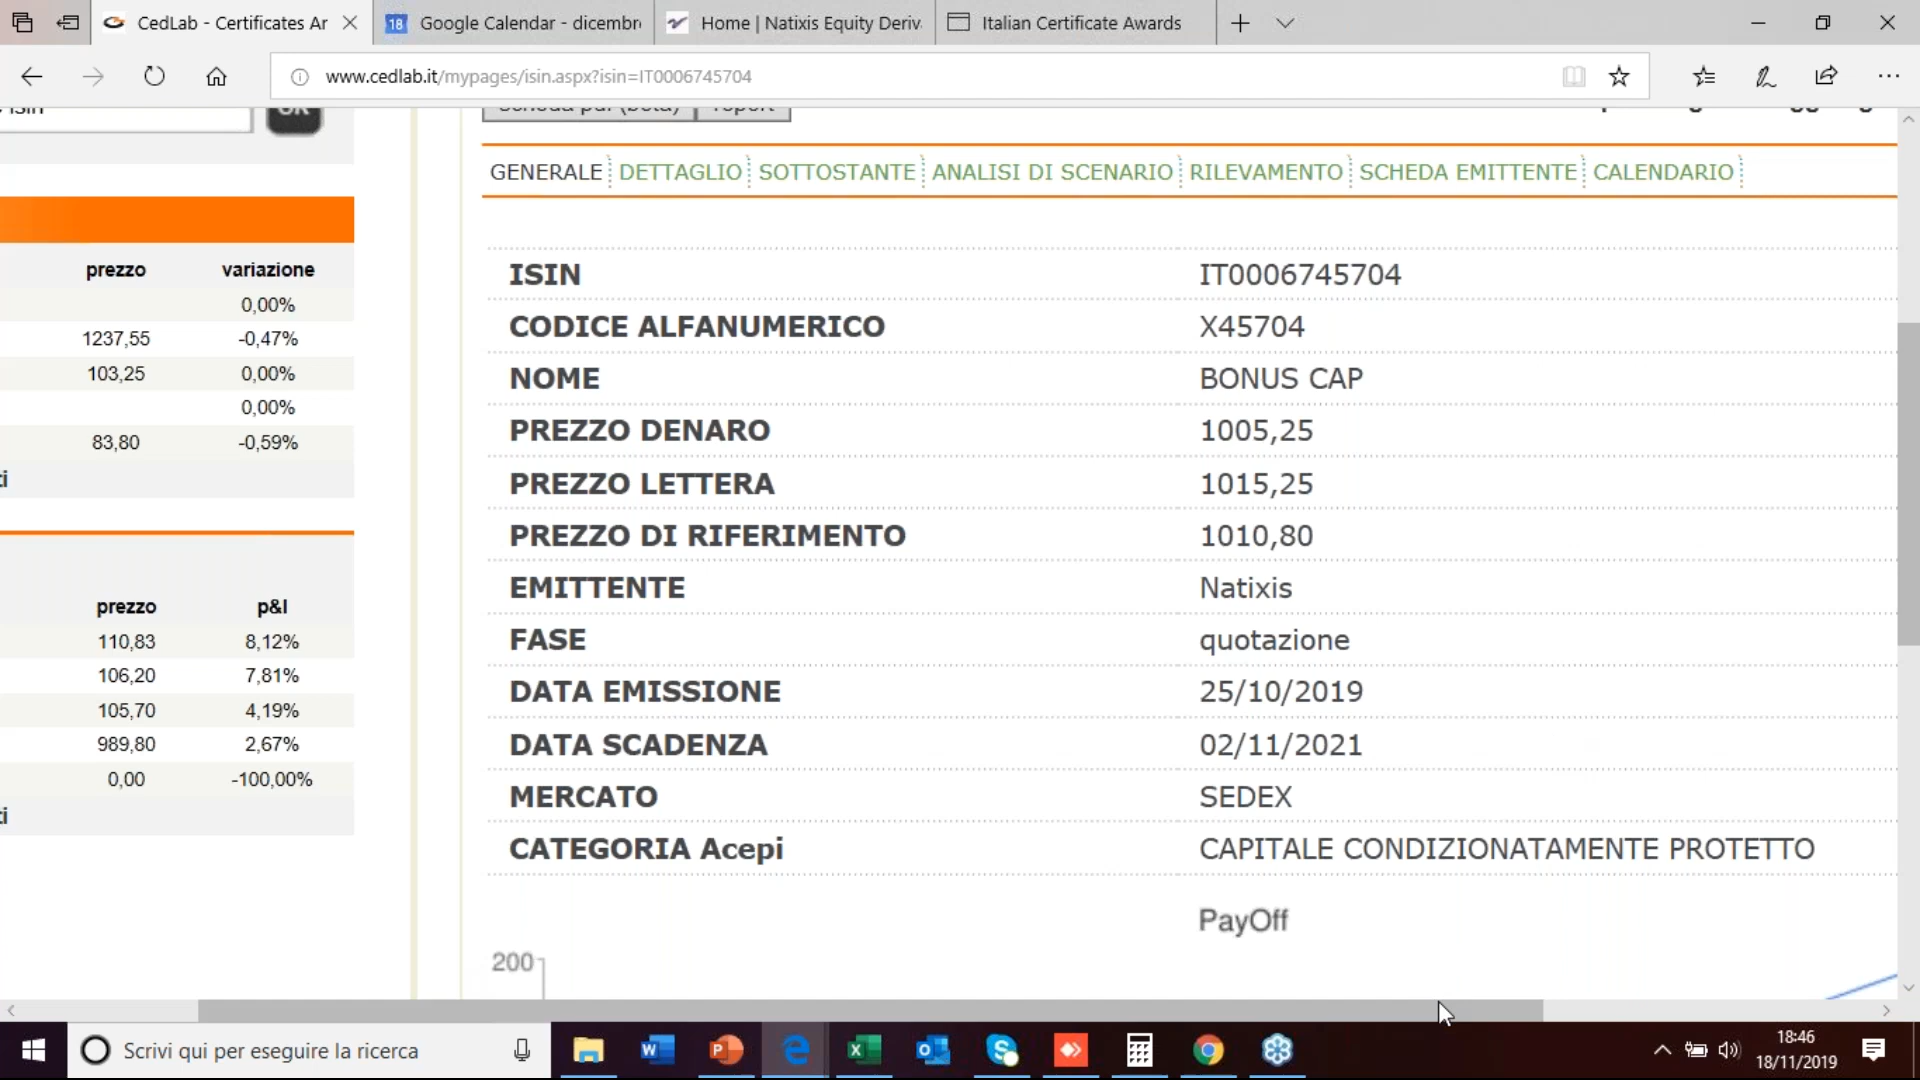 CedLab - Certificates Ar
Google Calendar - dicembr
Home | Natixis Equity Deriv
Italian Certificate Awards
www.cedlab.it/mypages/isin.aspx?isin=IT0006745704
GENERALE DETTAGLIO SOTTOSTANTE ANALISI DI SCENARIO RILEVAMENTO SCHEDA EMITTENTE CALENDARIO
prezzo variazione
0,00%
1237,55 -0,47%
103,25 0,00%
0,00%
83,80 -0,59%
ti
prezzo p&l
110,83 8,12%
106,20 7,81%
105,70 4,19%
989,80 2,67%
0,00 -100,00%
ti
ISIN IT0006745704
CODICE ALFANUMERICO X45704
NOME BONUS CAP
PREZZO DENARO 1005,25
PREZZO LETTERA 1015,25
PREZZO DI RIFERIMENTO 1010,80
EMITTENTE Natixis
FASE quotazione
DATA EMISSIONE 25/10/2019
DATA SCADENZA 02/11/2021
MERCATO SEDEX
CATEGORIA Acepi CAPITALE CONDIZIONATAMENTE PROTETTO
PayOff
200
Scrivi qui per eseguire la ricerca
18:46
18/11/2019